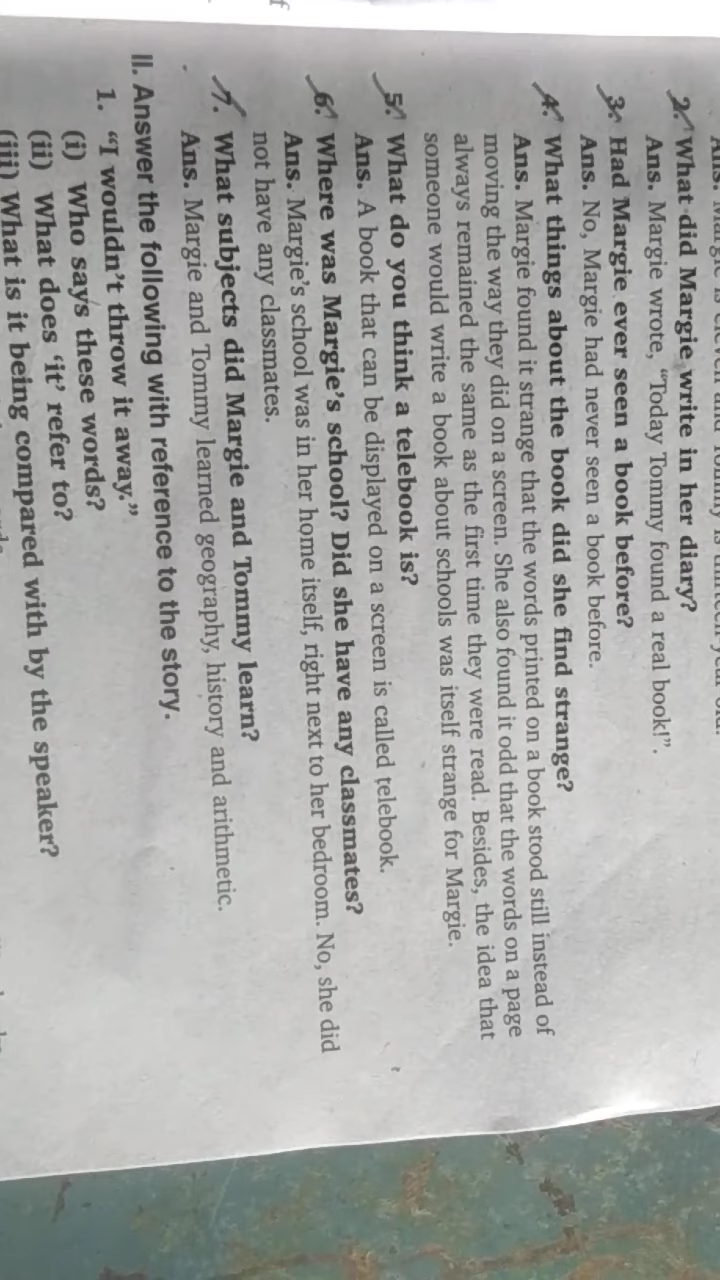 2. What did Margie write in her diary?
Ans. Margie wrote, “Today Tommy found a real book!”.
3. Had Margie ever seen a book before?
Ans. No, Margie had never seen a book before.
4. What things about the book did she find strange?
Ans. Margie found it strange that the words printed on a book stood still instead of
moving the way they did on a screen. She also found it odd that the words on a page
always remained the same as the first time they were read. Besides, the idea that
someone would write a book about schools was itself strange for Margie.
5. What do you think a telebook is?
Ans. A book that can be displayed on a screen is called telebook.
6. Where was Margie’s school? Did she have any classmates?
Ans. Margie’s school was in her home itself, right next to her bedroom. No, she did
not have any classmates.
7. What subjects did Margie and Tommy learn?
Ans. Margie and Tommy learned geography, history and arithmetic.
II. Answer the following with reference to the story.
1. “I wouldn’t throw it away.”
(i) Who says these words?
(ii) What does ‘it’ refer to?
(iii) What is it being compared with by the speaker?